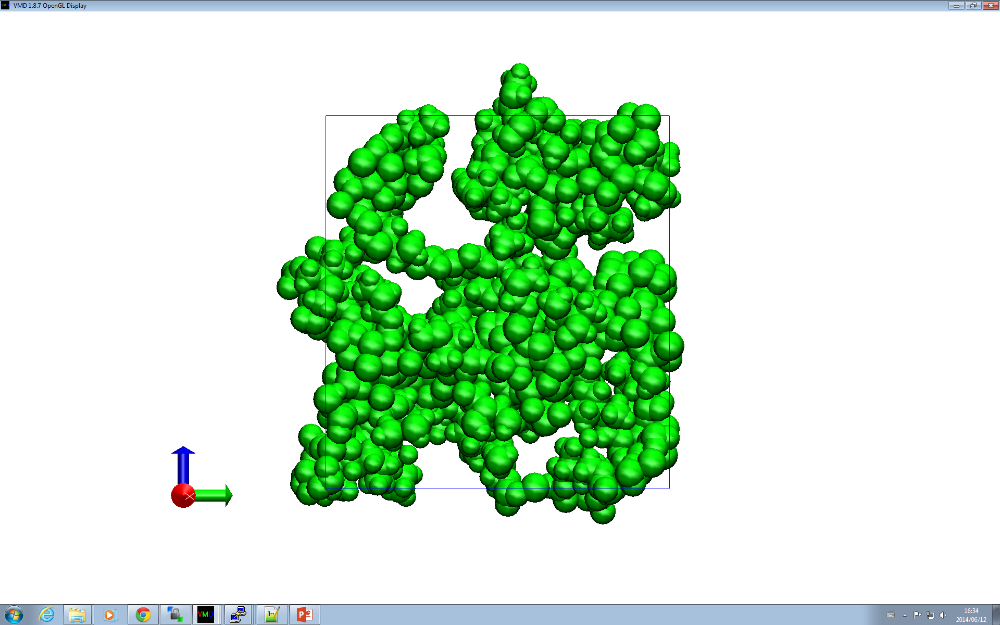 VMD 1.8.7 OpenGL Display
X
VMD
16:34
2014/06/12